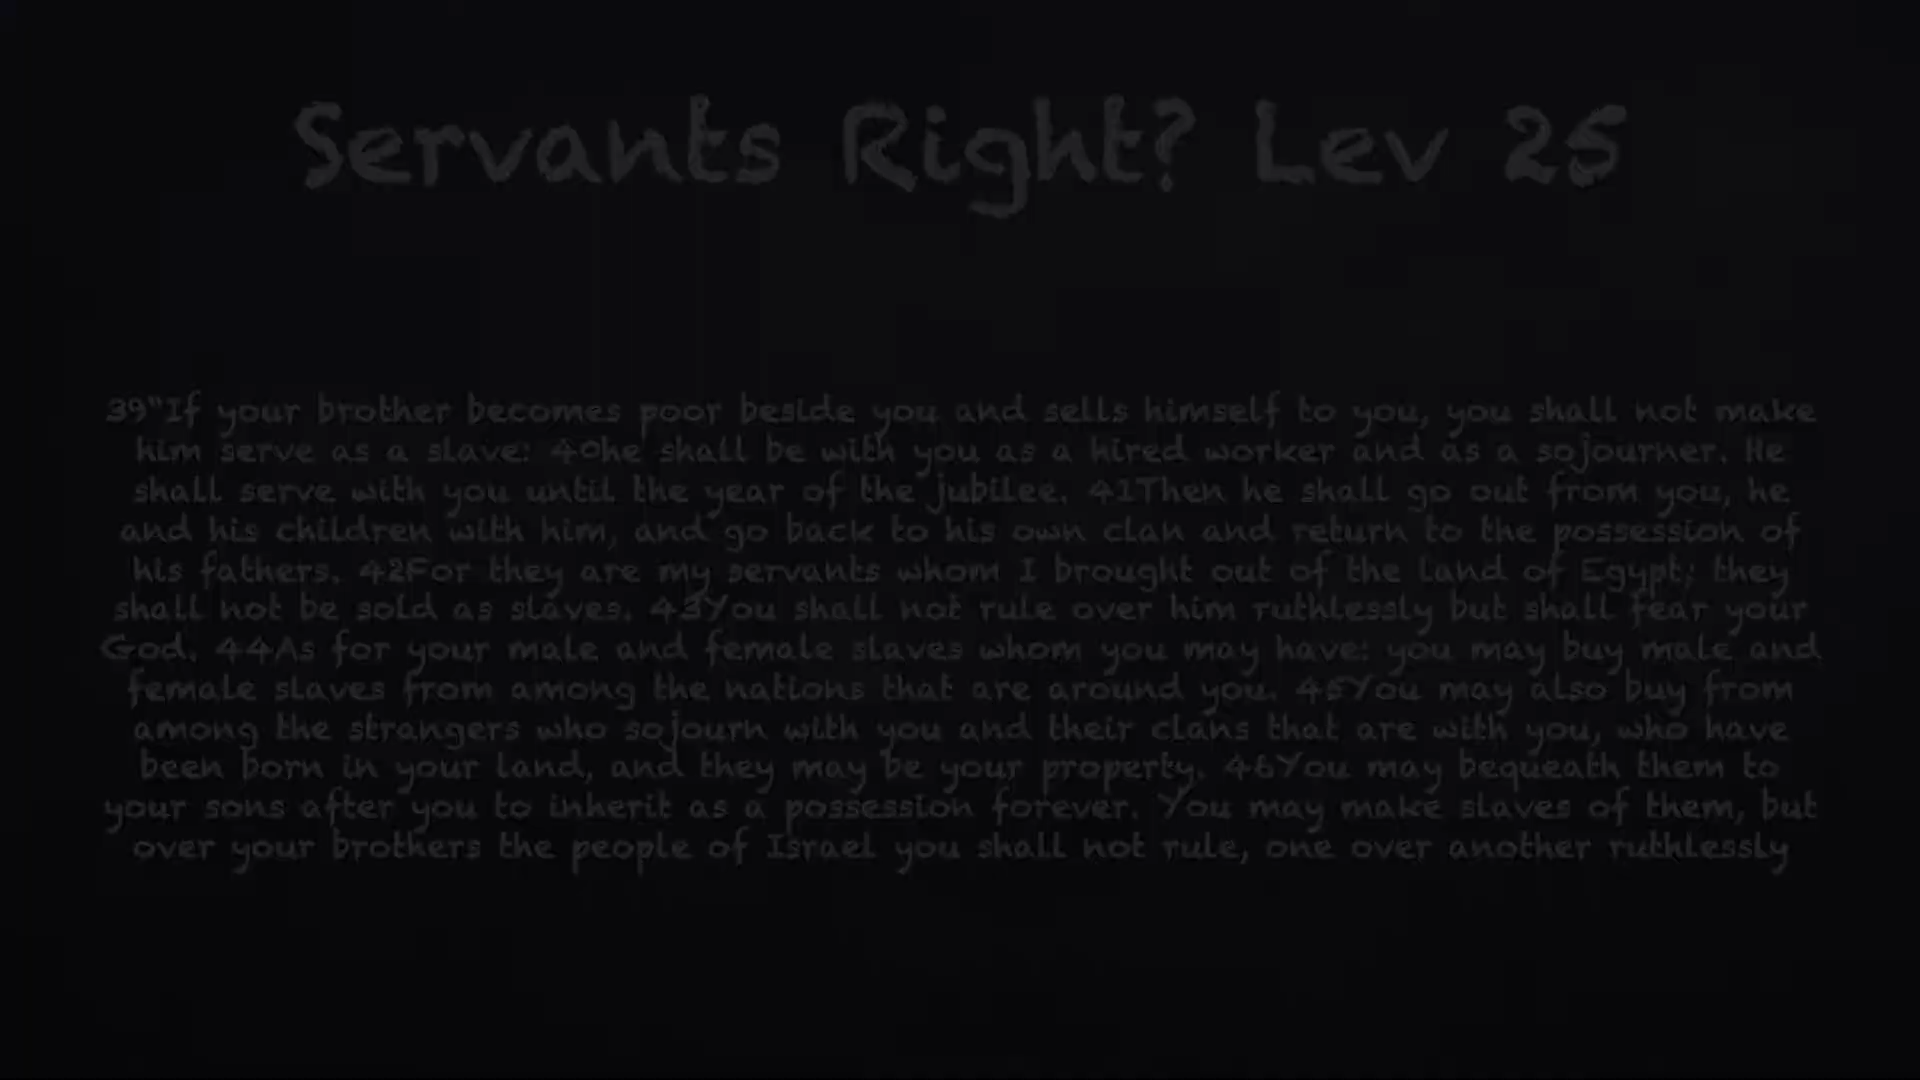 Servants Right? Lev 25
39"If your brother becomes poor beside you and sells himself to you, you shall not make
him serve as a slave: 40he shall be with you as a hired worker and as a sojourner. He
shall serve with you until the year of the jubilee. 41Then he shall go out from you, he
and his children with him, and go back to his own clan and return to the possession of
his fathers. 42For they are my servants whom I brought out of the land of Egypt; they
shall not be sold as slaves. 43You shall not rule over him ruthlessly but shall fear your
God. 44As for your male and female slaves whom you may have: you may buy male and
female slaves from among the nations that are around you. 45You may also buy from
among the strangers who sojourn with you and their clans that are with you, who have
been born in your land, and they may be your property. 46You may bequeath them to
your sons after you to inherit as a possession forever. You may make slaves of them, but
over your brothers the people of Israel you shall not rule, one over another ruthlessly